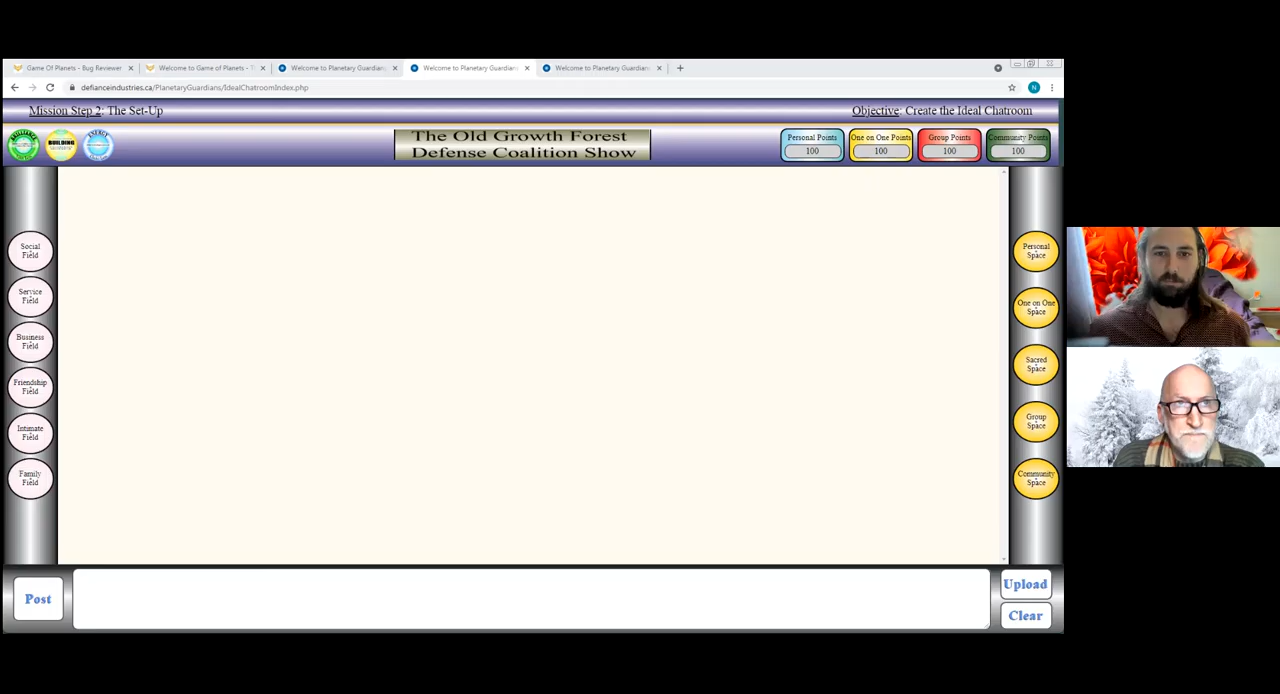 Game Of Planets - Bug Reviewer
Welcome to Game of Planets - T
Welcome to Planetary Guardians
Welcome to Planetary Guardians
Welcome to Planetary Guardians
defianceindustries.ca/PlanetaryGuardians/IdealChatroomIndex.php
N
Mission Step 2: The Set-Up
Objective: Create the Ideal Chatroom
BUILDING
ENERGY
The Old Growth Forest
Defense Coalition Show
Personal Points
100
One on One Points
100
Group Points
100
Community Points
100
Social
Field
Service
Field
Business
Field
Friendship
Field
Intimate
Field
Family
Field
Personal
Space
One on One
Space
Sacred
Space
Group
Space
Community
Space
Post
Upload
Clear